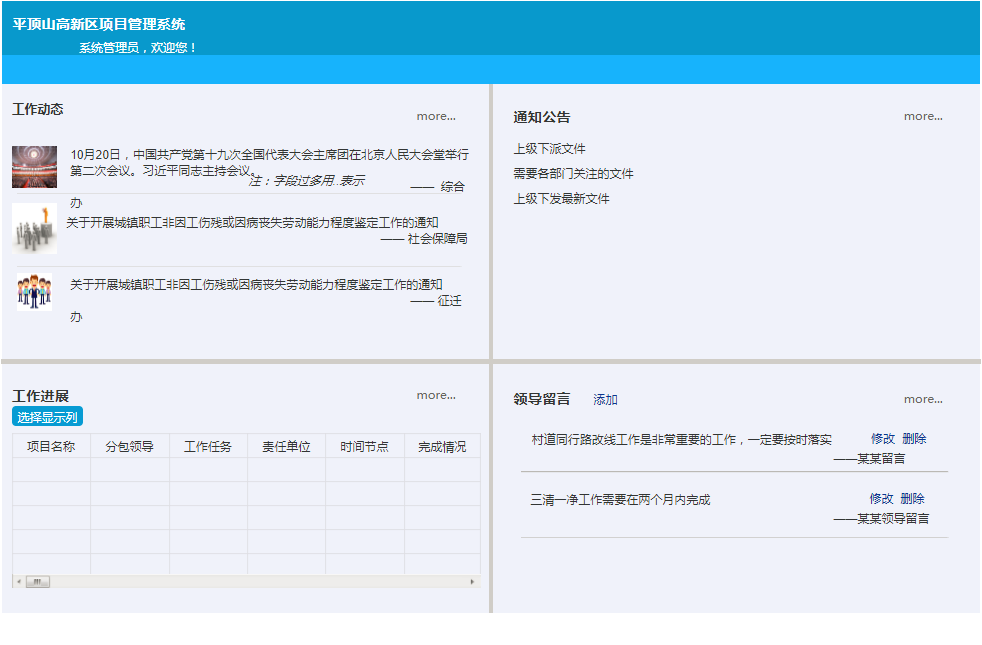 平顶山高新区项目管理系统
系统管理员，欢迎您！
工作动态
more...
10月20日，中国共产党第十九次全国代表大会主席团在北京人民大会堂举行
第二次会议。习近平同志主持会议。
注：字段过多用..表示
—— 综合
办
关于开展城镇职工非因工伤残或因病丧失劳动能力程度鉴定工作的通知
—— 社会保障局
关于开展城镇职工非因工伤残或因病丧失劳动能力程度鉴定工作的通知
—— 征迁
办
通知公告
more...
上级下派文件
需要各部门关注的文件
上级下发最新文件
工作进展
more...
选择显示列
项目名称 分包领导 工作任务 责任单位 时间节点 完成情况
领导留言 添加
more...
村道同行路改线工作是非常重要的工作，一定要按时落实 修改 删除
——某某留言
三清一净工作需要在两个月内完成 修改 删除
——某某领导留言